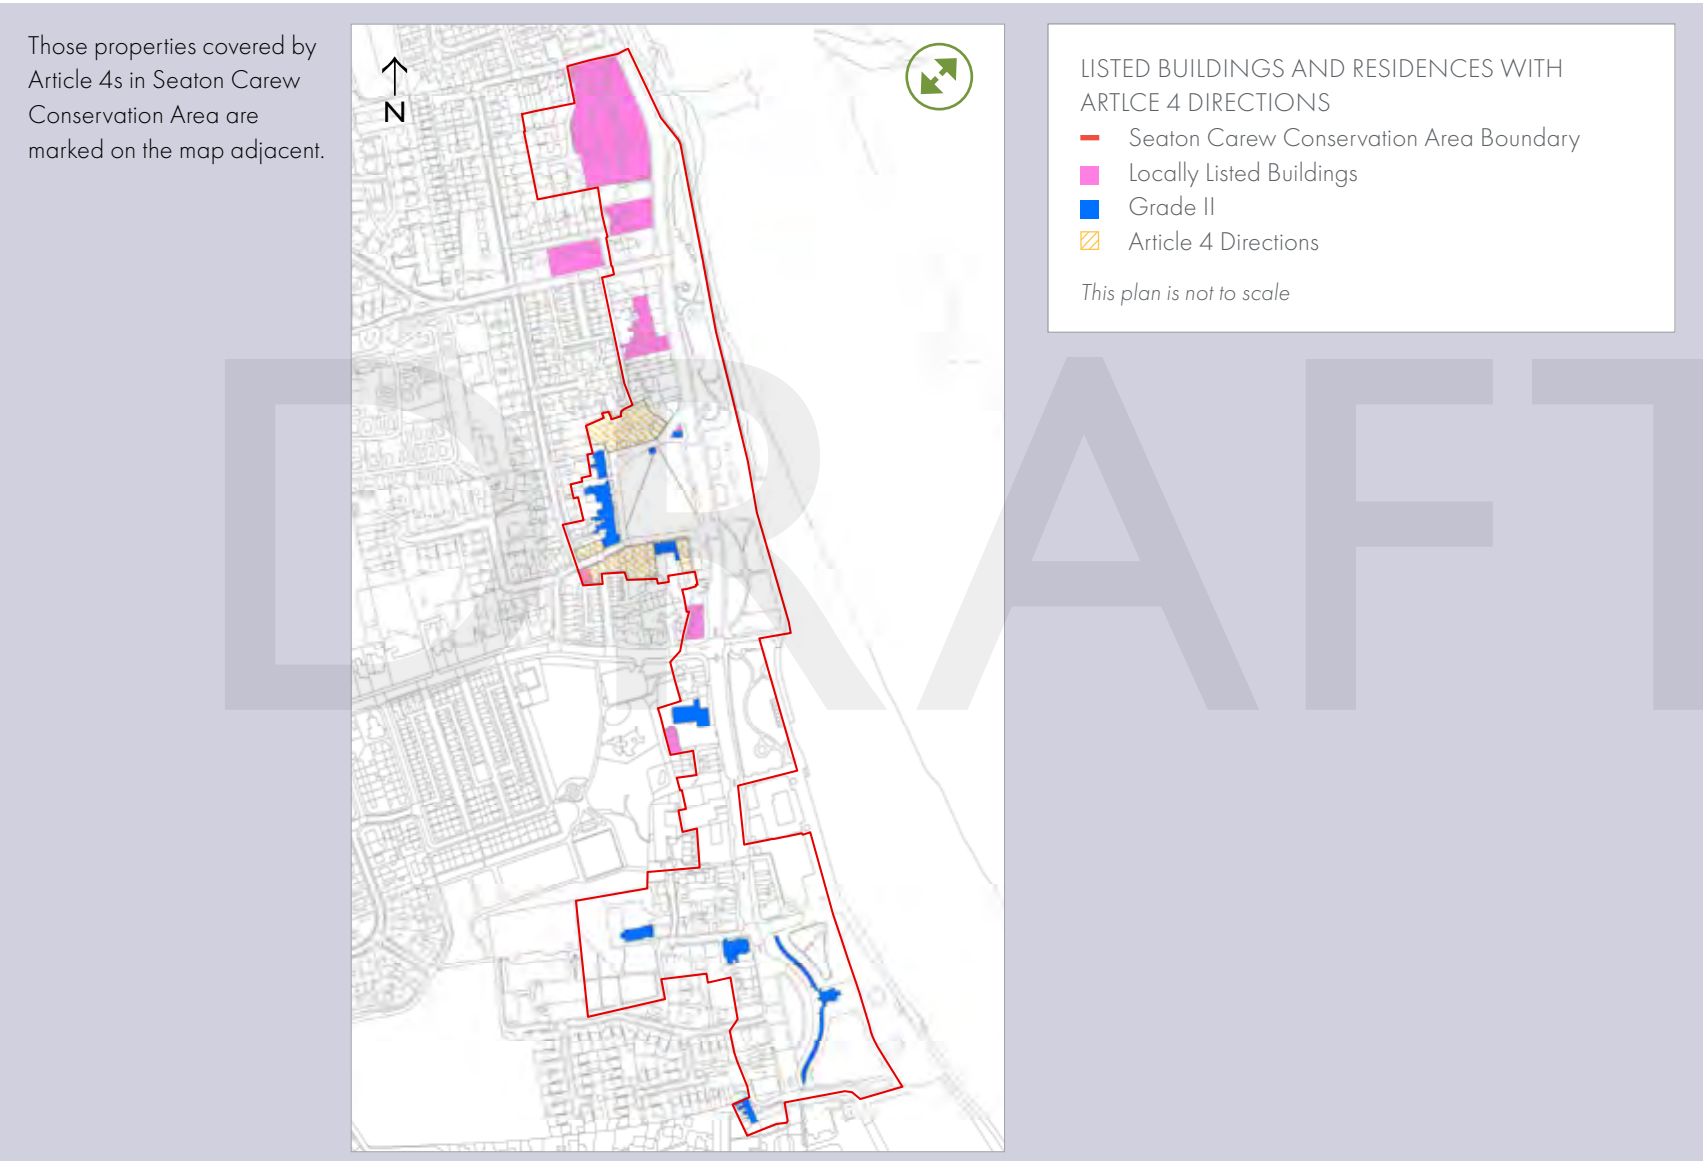 Those properties covered by
Article 4s in Seaton Carew
Conservation Area are
marked on the map adjacent.
N
LISTED BUILDINGS AND RESIDENCES WITH
ARTLCE 4 DIRECTIONS
Seaton Carew Conservation Area Boundary
Locally Listed Buildings
Grade II
Article 4 Directions
This plan is not to scale
DRAFT